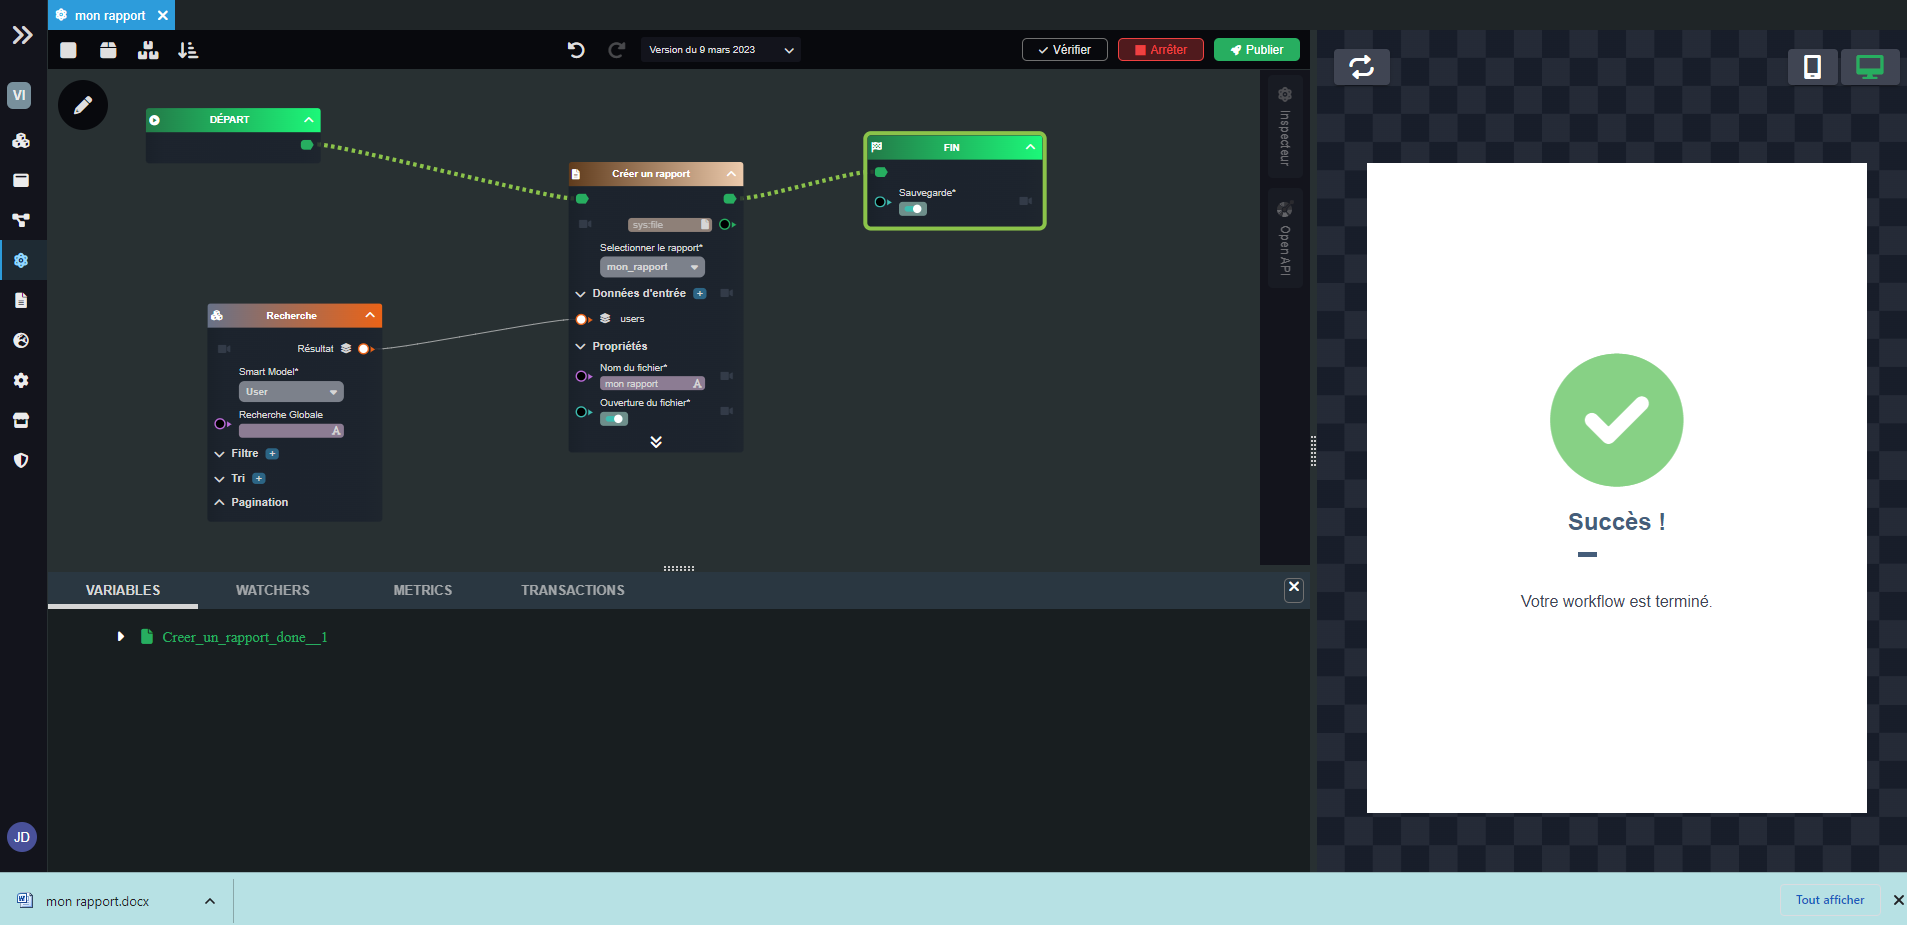 mon rapport
VI
Version du 9 mars 2023
Vérifier
Arrêter
Publier
DÉPART
Créer un rapport
sys:file
Selectionner le rapport*
mon_rapport
Données d'entrée
users
Propriétés
Nom du fichier*
mon rapport
Ouverture du fichier*
FIN
Sauvegarde*
Recherche
Résultat
Smart Model*
User
Recherche Globale
Filtre
Tri
Pagination
Inspecteur
Open API
VARIABLES
WATCHERS
METRICS
TRANSACTIONS
Creer_un_rapport_done__1
Succès !
Votre workflow est terminé.
JD
mon rapport.docx
Tout afficher